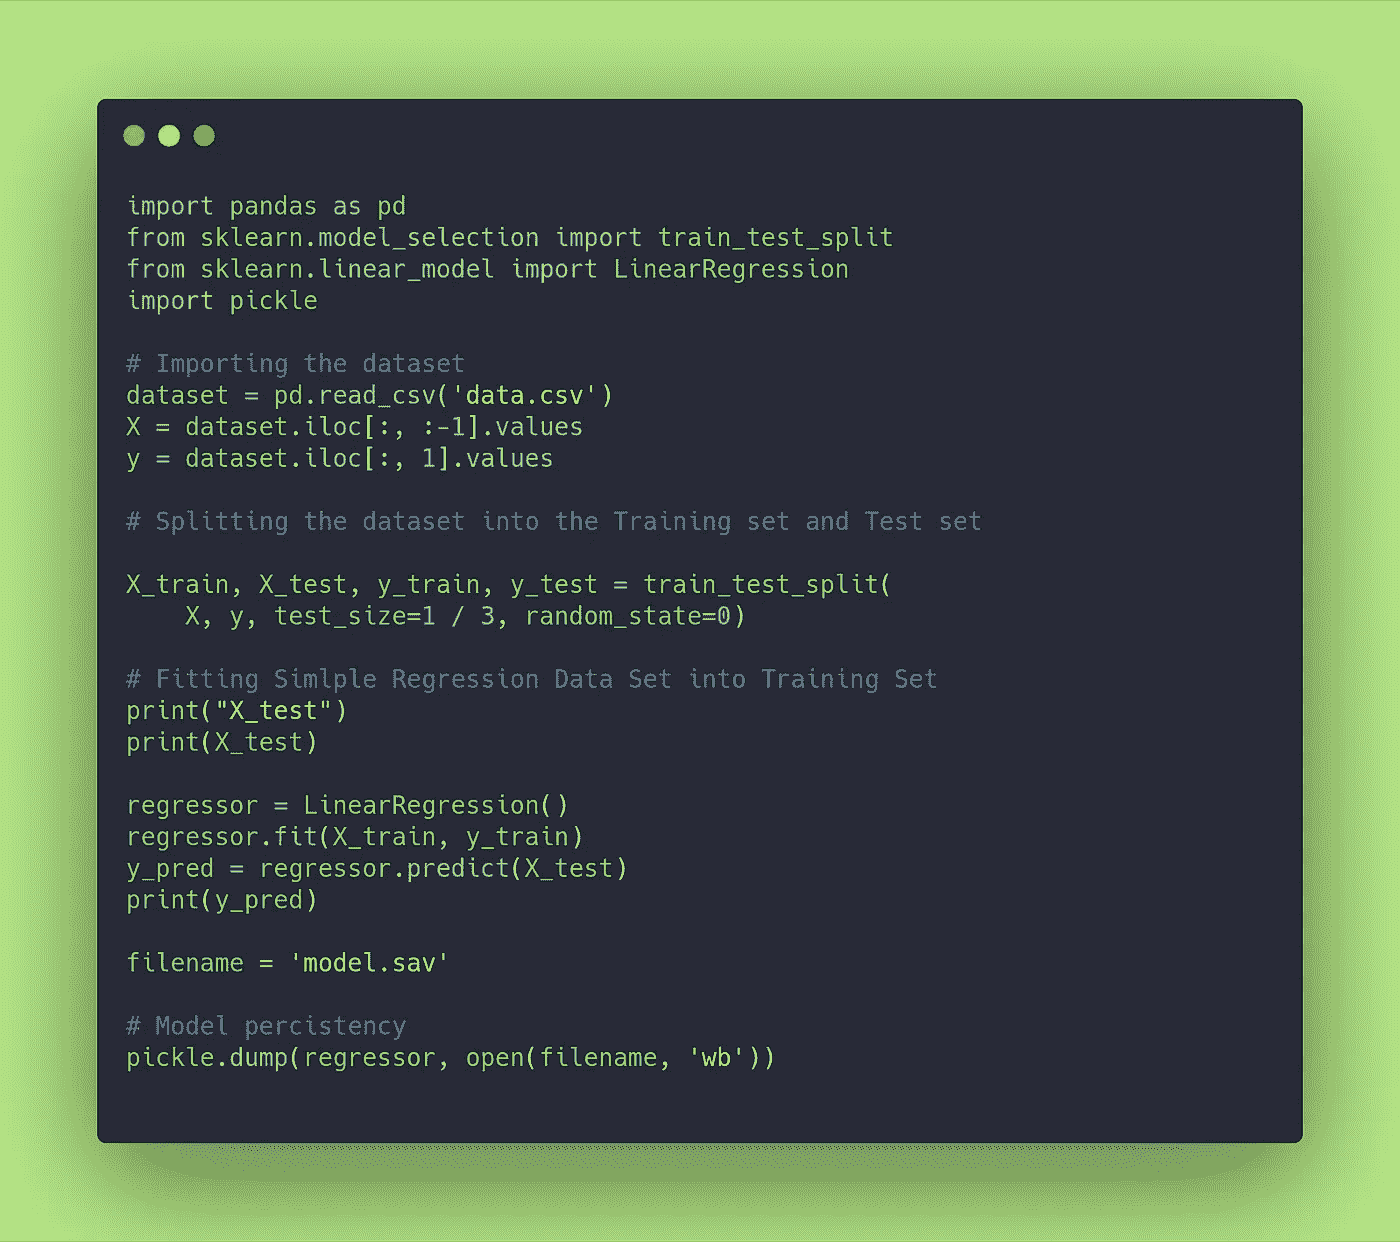 import pandas as pd
from sklearn.model_selection import train_test_split
from sklearn.linear_model import LinearRegression
import pickle

# Importing the dataset
dataset = pd.read_csv('data.csv')
X = dataset.iloc[:, :-1].values
y = dataset.iloc[:, 1].values

# Splitting the dataset into the Training set and Test set

X_train, X_test, y_train, y_test = train_test_split(
    X, y, test_size=1 / 3, random_state=0)

# Fitting Simlple Regression Data Set into Training Set
print("X_test")
print(X_test)

regressor = LinearRegression()
regressor.fit(X_train, y_train)
y_pred = regressor.predict(X_test)
print(y_pred)

filename = 'model.sav'

# Model percistency
pickle.dump(regressor, open(filename, 'wb'))